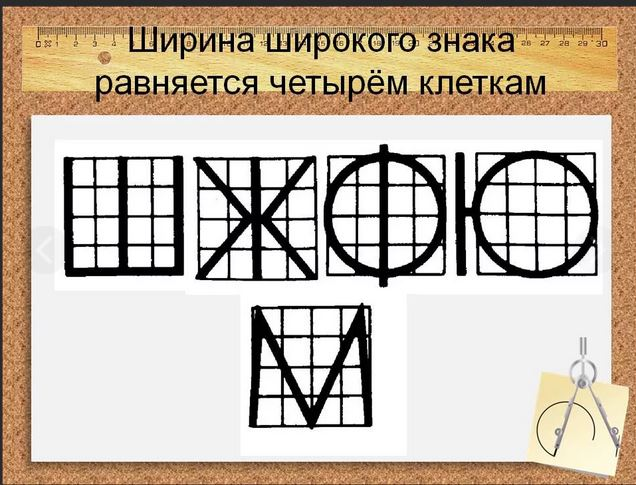 Ширина широкого знака
равняется четырём клеткам
Ш Ж Ф Ю
М